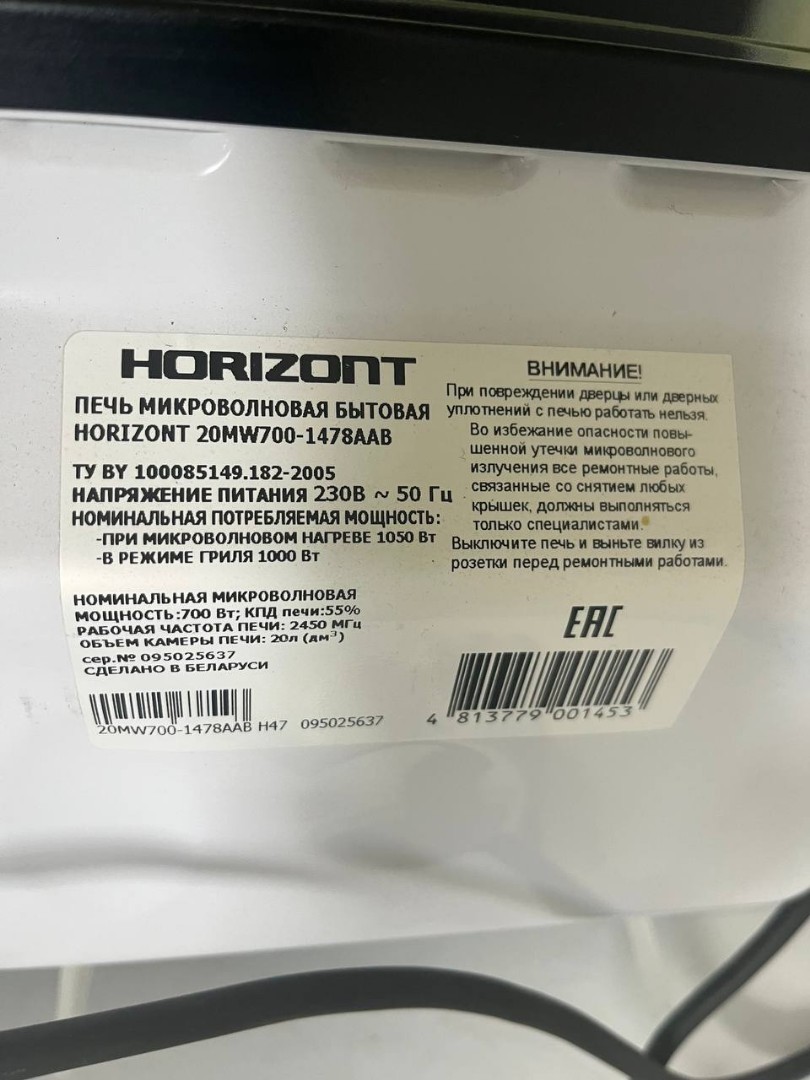 HORIZONT
ПЕЧЬ МИКРОВОЛНОВАЯ БЫТОВАЯ
HORIZONT 20MW700-1478AAB
ТУ BY 100085149.182-2005
НАПРЯЖЕНИЕ ПИТАНИЯ 230В ~ 50 Гц
НОМИНАЛЬНАЯ ПОТРЕБЛЯЕМАЯ МОЩНОСТЬ:
-ПРИ МИКРОВОЛНОВОМ НАГРЕВЕ 1050 Вт
-В РЕЖИМЕ ГРИЛЯ 1000 Вт
НОМИНАЛЬНАЯ МИКРОВОЛНОВАЯ
МОЩНОСТЬ:700 Вт; КПД печи:55%
РАБОЧАЯ ЧАСТОТА ПЕЧИ: 2450 МГц
ОБЪЕМ КАМЕРЫ ПЕЧИ: 20л (дм³)
сер.№ 095025637
СДЕЛАНО В БЕЛАРУСИ
20MW700-1478AAB H47 095025637
ВНИМАНИЕ!
При повреждении дверцы или дверных
уплотнений с печью работать нельзя.
Во избежание опасности повы-
шенной утечки микроволнового
излучения все ремонтные работы,
связанные со снятием любых
крышек, должны выполняться
только специалистами.
Выключите печь и выньте вилку из
розетки перед ремонтными работами.
EAC
4 813779 001453